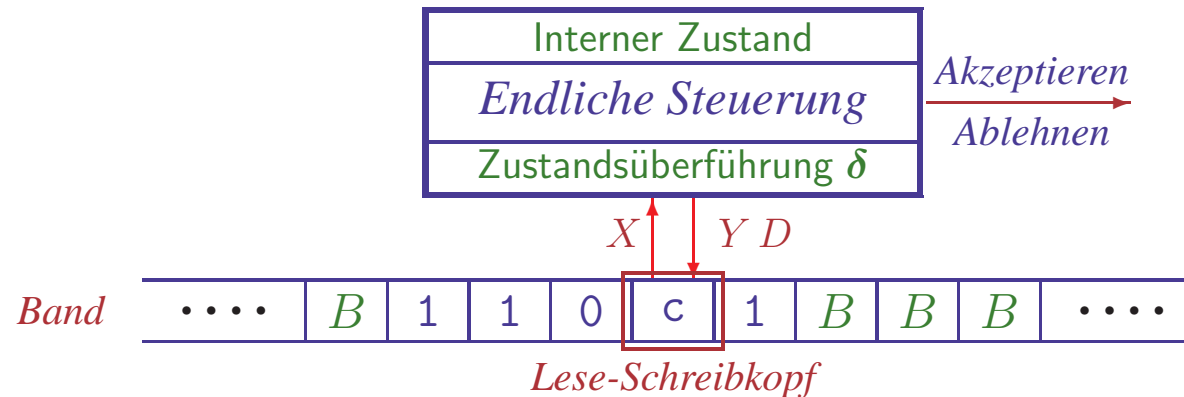 Interner Zustand
Endliche Steuerung
Zustandsüberführung δ
Akzeptieren
Ablehnen
X Y D
Band · · · · B 1 1 0 c 1 B B B · · · ·
Lese-Schreibkopf